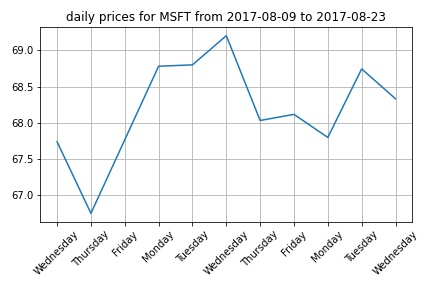 daily prices for MSFT from 2017-08-09 to 2017-08-23
69.0
68.5
68.0
67.5
67.0
Wednesday
Thursday
Friday
Monday
Tuesday
Wednesday
Thursday
Friday
Monday
Tuesday
Wednesday